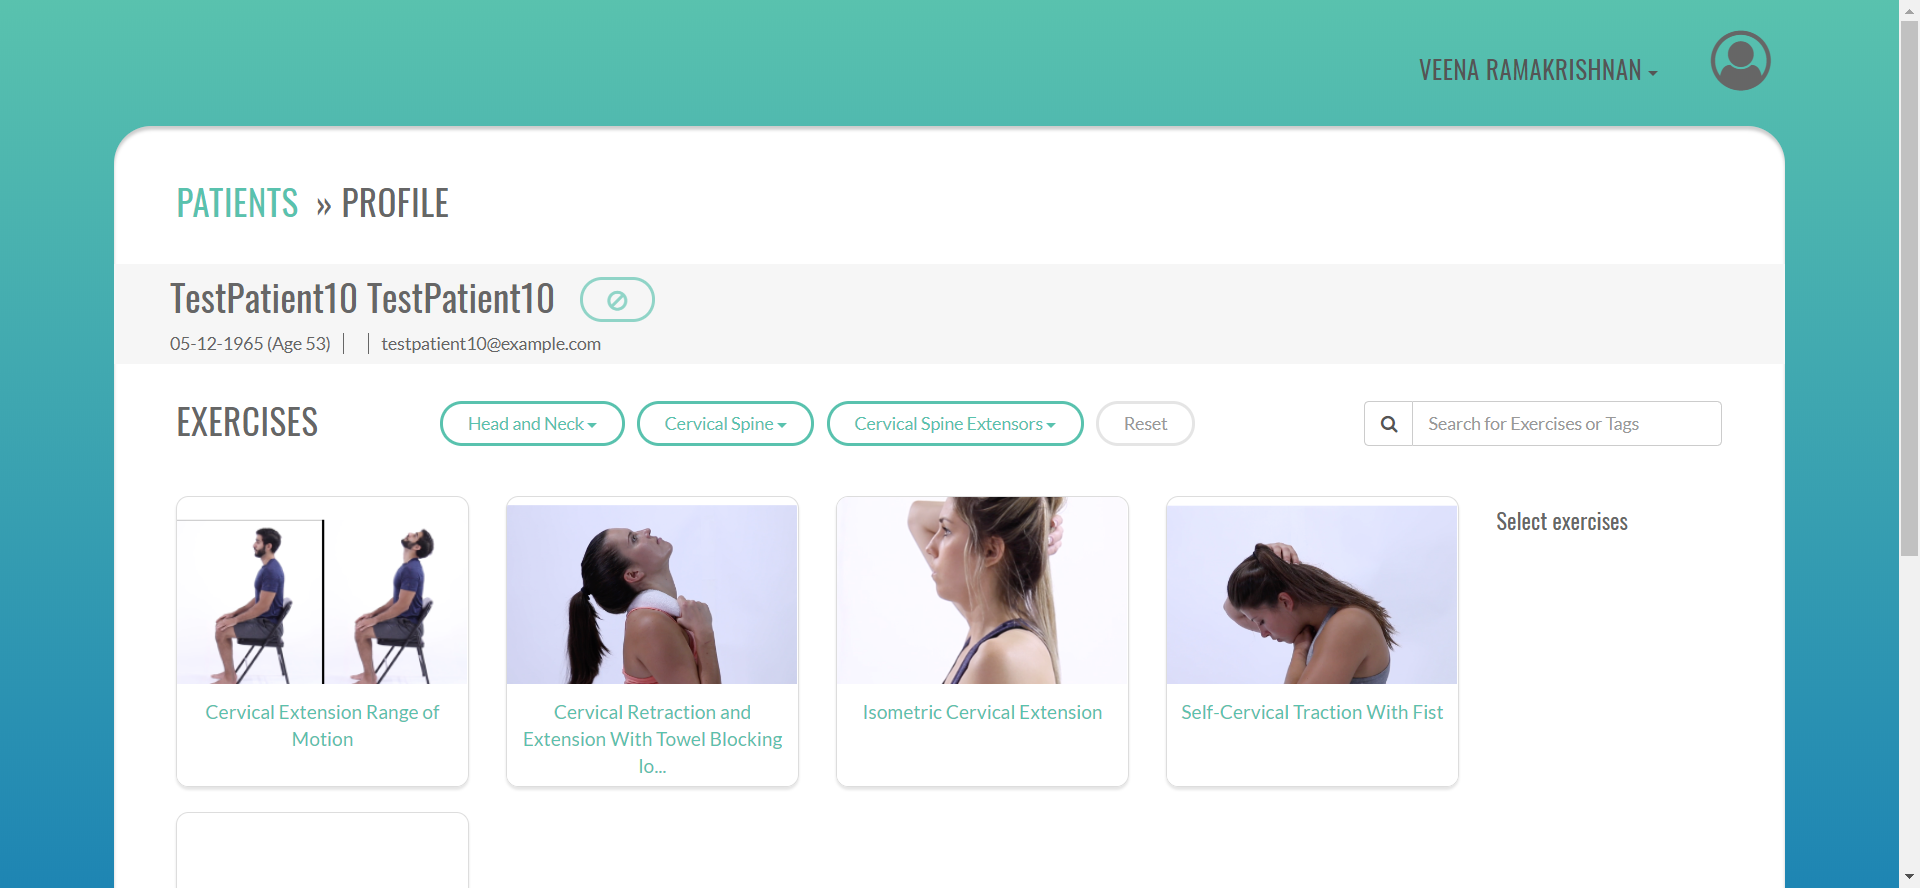 VEENA RAMAKRISHNAN
PATIENTS » PROFILE
TestPatient10 TestPatient10
05-12-1965 (Age 53) | | testpatient10@example.com
EXERCISES
Head and Neck
Cervical Spine
Cervical Spine Extensors
Reset
Search for Exercises or Tags
Select exercises
Cervical Extension Range of
Motion
Cervical Retraction and
Extension With Towel Blocking
lo...
Isometric Cervical Extension
Self-Cervical Traction With Fist